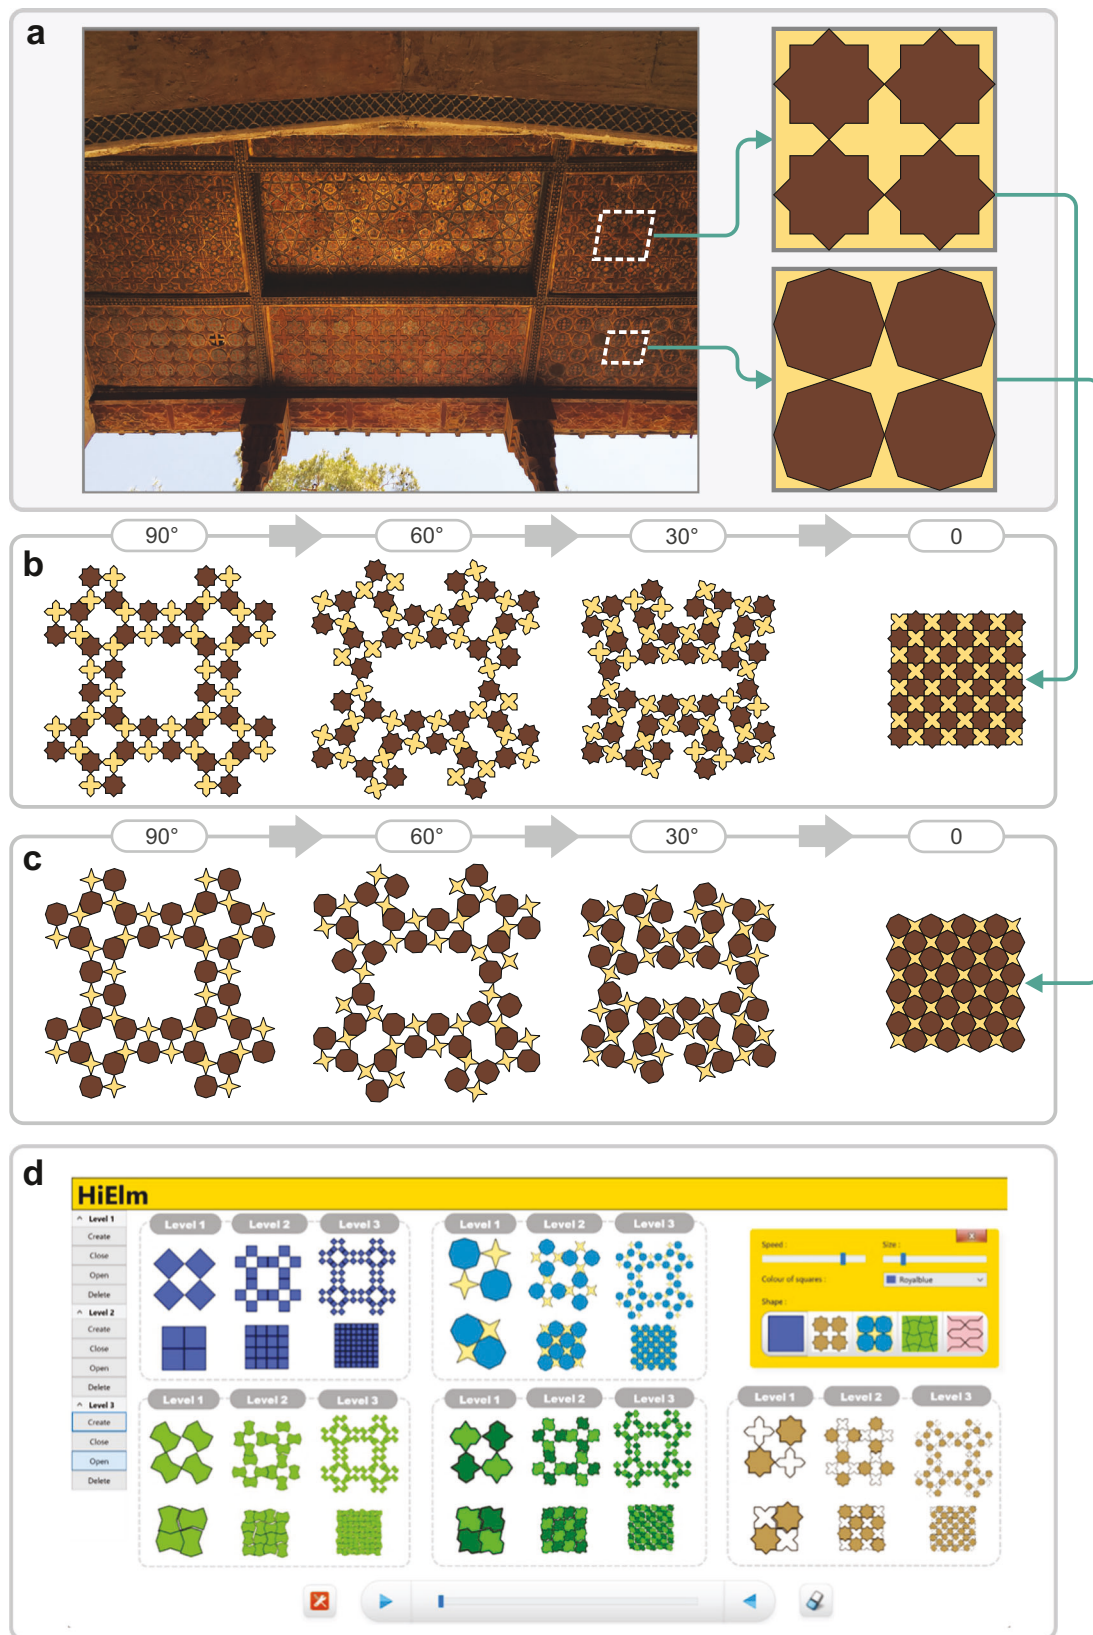 a
b
90°
60°
30°
0
c
90°
60°
30°
0
d
HiElm
Level 1
Create
Close
Open
Delete
Level 2
Create
Close
Open
Delete
Level 3
Create
Close
Open
Delete
Level 1 Level 2 Level 3
Level 1 Level 2 Level 3
Speed : Size :
Colour of squares : Royalblue
Shape :
x
Level 1 Level 2 Level 3
Level 1 Level 2 Level 3
Level 1 Level 2 Level 3